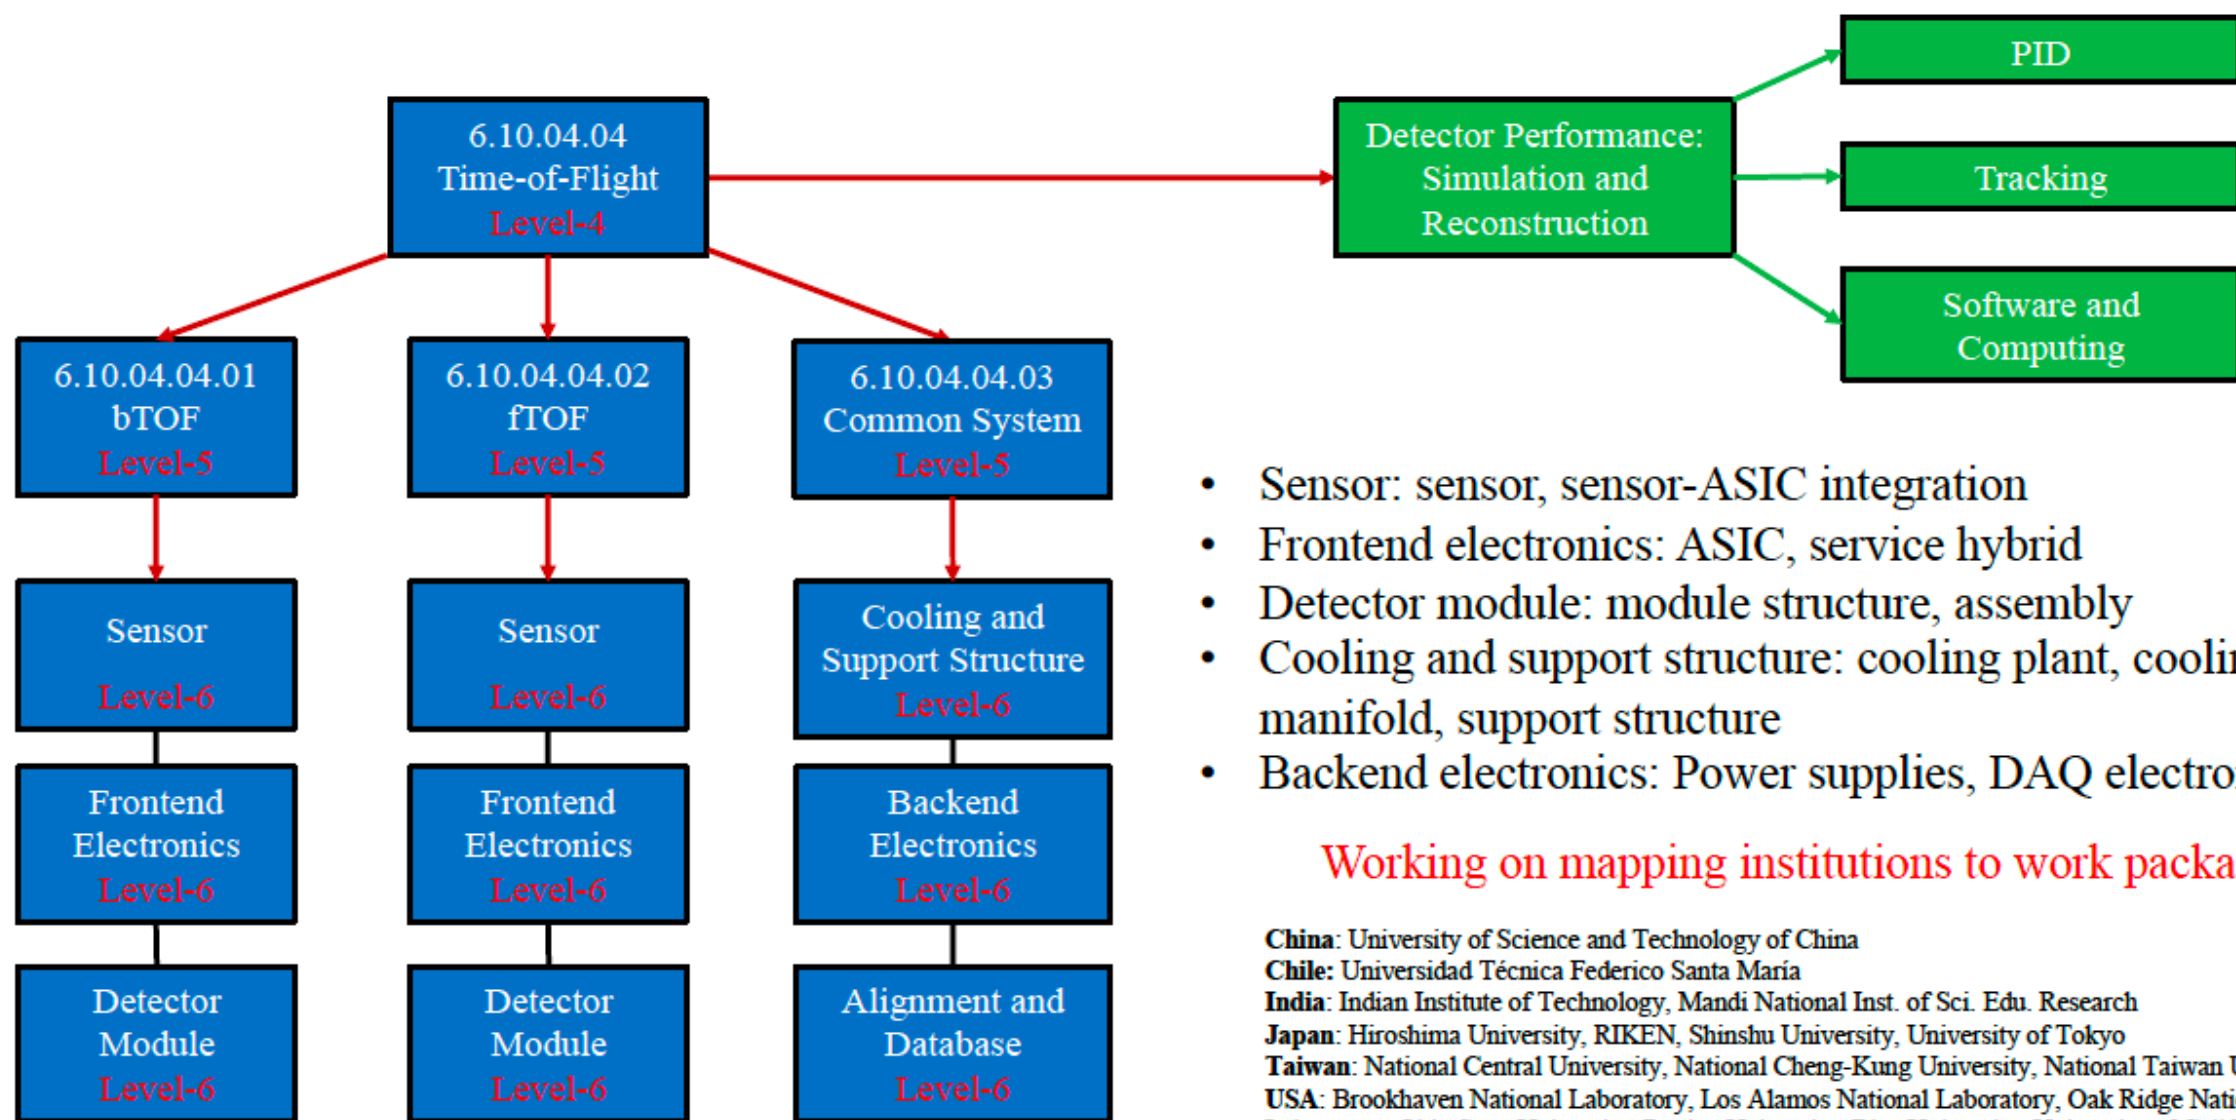 6.10.04.04
Time-of-Flight
Level-4
Detector Performance:
Simulation and
Reconstruction
PID
Tracking
Software and
Computing
6.10.04.04.01
bTOF
Level-5
6.10.04.04.02
fTOF
Level-5
6.10.04.04.03
Common System
Level-5
Sensor
Level-6
Sensor
Level-6
Cooling and
Support Structure
Level-6
Frontend
Electronics
Level-6
Frontend
Electronics
Level-6
Backend
Electronics
Level-6
Detector
Module
Level-6
Detector
Module
Level-6
Alignment and
Database
Level-6
• Sensor: sensor, sensor-ASIC integration
• Frontend electronics: ASIC, service hybrid
• Detector module: module structure, assembly
• Cooling and support structure: cooling plant, coolin
manifold, support structure
• Backend electronics: Power supplies, DAQ electro
Working on mapping institutions to work packa
China: University of Science and Technology of China
Chile: Universidad Técnica Federico Santa María
India: Indian Institute of Technology, Mandi National Inst. of Sci. Edu. Research
Japan: Hiroshima University, RIKEN, Shinshu University, University of Tokyo
Taiwan: National Central University, National Cheng-Kung University, National Taiwan U
USA: Brookhaven National Laboratory, Los Alamos National Laboratory, Oak Ridge Nati